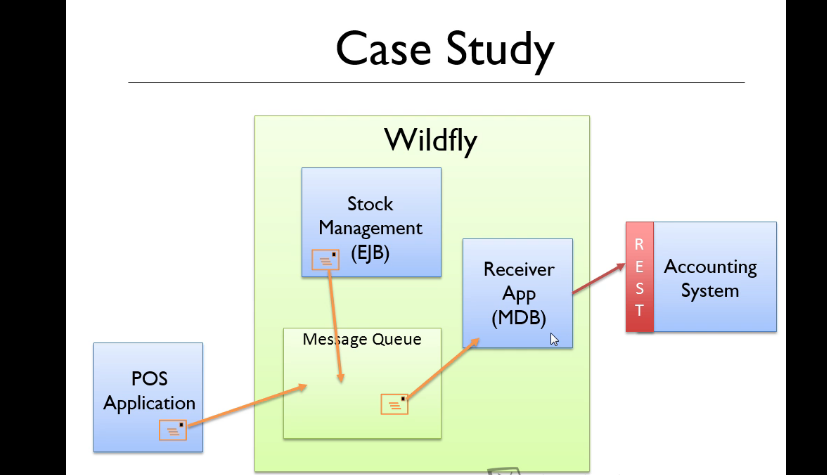 Case Study
Wildfly
Stock
Management
(EJB)
Receiver
App
(MDB)
R
E
S
T
Accounting
System
Message Queue
POS
Application